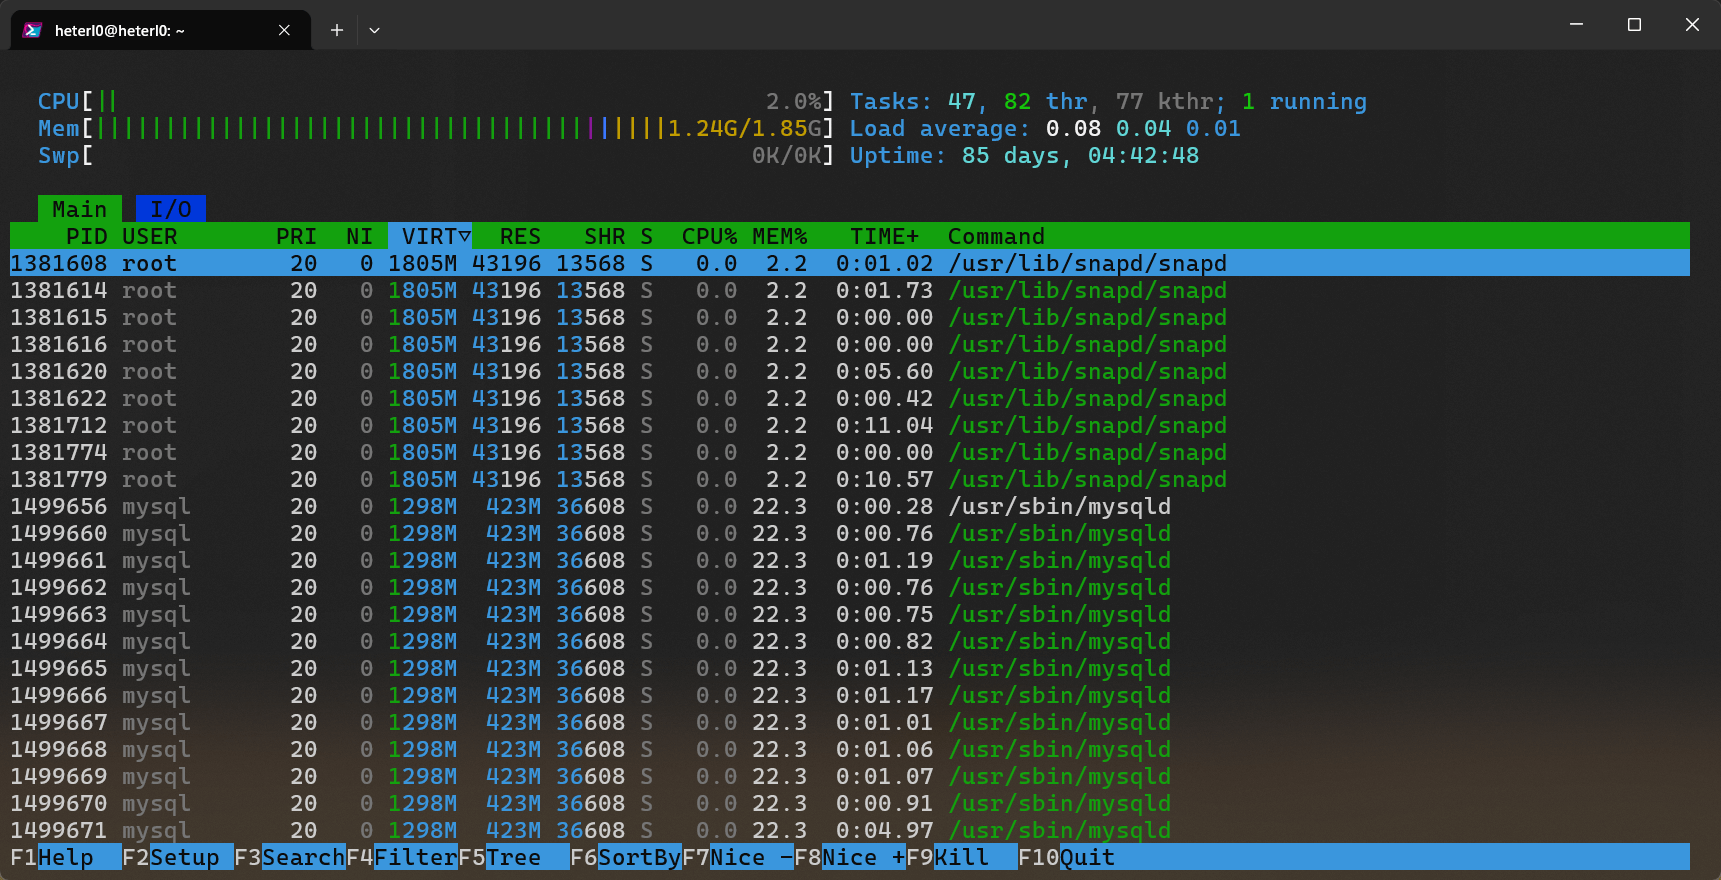 heterl0@heterl0: ~
CPU[|| 2.0%] Tasks: 47, 82 thr, 77 kthr; 1 running
Mem[|||||||||||||||||||||||||||||||||||||||||1.24G/1.85G] Load average: 0.08 0.04 0.01
Swp[ 0K/0K] Uptime: 85 days, 04:42:48
Main I/O
PID USER PRI NI VIRT▽ RES SHR S CPU% MEM% TIME+ Command
1381608 root 20 0 1805M 43196 13568 S 0.0 2.2 0:01.02 /usr/lib/snapd/snapd
1381614 root 20 0 1805M 43196 13568 S 0.0 2.2 0:01.73 /usr/lib/snapd/snapd
1381615 root 20 0 1805M 43196 13568 S 0.0 2.2 0:00.00 /usr/lib/snapd/snapd
1381616 root 20 0 1805M 43196 13568 S 0.0 2.2 0:00.00 /usr/lib/snapd/snapd
1381620 root 20 0 1805M 43196 13568 S 0.0 2.2 0:05.60 /usr/lib/snapd/snapd
1381622 root 20 0 1805M 43196 13568 S 0.0 2.2 0:00.42 /usr/lib/snapd/snapd
1381712 root 20 0 1805M 43196 13568 S 0.0 2.2 0:11.04 /usr/lib/snapd/snapd
1381774 root 20 0 1805M 43196 13568 S 0.0 2.2 0:00.00 /usr/lib/snapd/snapd
1381779 root 20 0 1805M 43196 13568 S 0.0 2.2 0:10.57 /usr/lib/snapd/snapd
1499656 mysql 20 0 1298M 423M 36608 S 0.0 22.3 0:00.28 /usr/sbin/mysqld
1499660 mysql 20 0 1298M 423M 36608 S 0.0 22.3 0:00.76 /usr/sbin/mysqld
1499661 mysql 20 0 1298M 423M 36608 S 0.0 22.3 0:01.19 /usr/sbin/mysqld
1499662 mysql 20 0 1298M 423M 36608 S 0.0 22.3 0:00.76 /usr/sbin/mysqld
1499663 mysql 20 0 1298M 423M 36608 S 0.0 22.3 0:00.75 /usr/sbin/mysqld
1499664 mysql 20 0 1298M 423M 36608 S 0.0 22.3 0:00.82 /usr/sbin/mysqld
1499665 mysql 20 0 1298M 423M 36608 S 0.0 22.3 0:01.13 /usr/sbin/mysqld
1499666 mysql 20 0 1298M 423M 36608 S 0.0 22.3 0:01.17 /usr/sbin/mysqld
1499667 mysql 20 0 1298M 423M 36608 S 0.0 22.3 0:01.01 /usr/sbin/mysqld
1499668 mysql 20 0 1298M 423M 36608 S 0.0 22.3 0:01.06 /usr/sbin/mysqld
1499669 mysql 20 0 1298M 423M 36608 S 0.0 22.3 0:01.07 /usr/sbin/mysqld
1499670 mysql 20 0 1298M 423M 36608 S 0.0 22.3 0:00.91 /usr/sbin/mysqld
1499671 mysql 20 0 1298M 423M 36608 S 0.0 22.3 0:04.97 /usr/sbin/mysqld
F1Help F2Setup F3SearchF4FilterF5Tree F6SortByF7Nice -F8Nice +F9Kill F10Quit